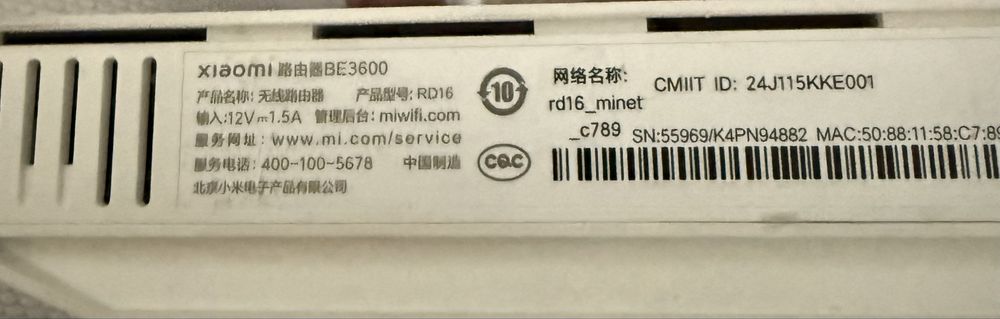 xiaomi 路由器BE3600
产品名称: 无线路由器 产品型号: RD16
输入:12V⎓1.5A 管理后台: miwifi.com
服务网址: www.mi.com/service
服务电话: 400-100-5678 中国制造
北京小米电子产品有限公司
10
CQC
网络名称:
rd16_minet
_c789
CMIIT ID: 24J115KKE001
SN:55969/K4PN94882 MAC:50:88:11:58:C7: